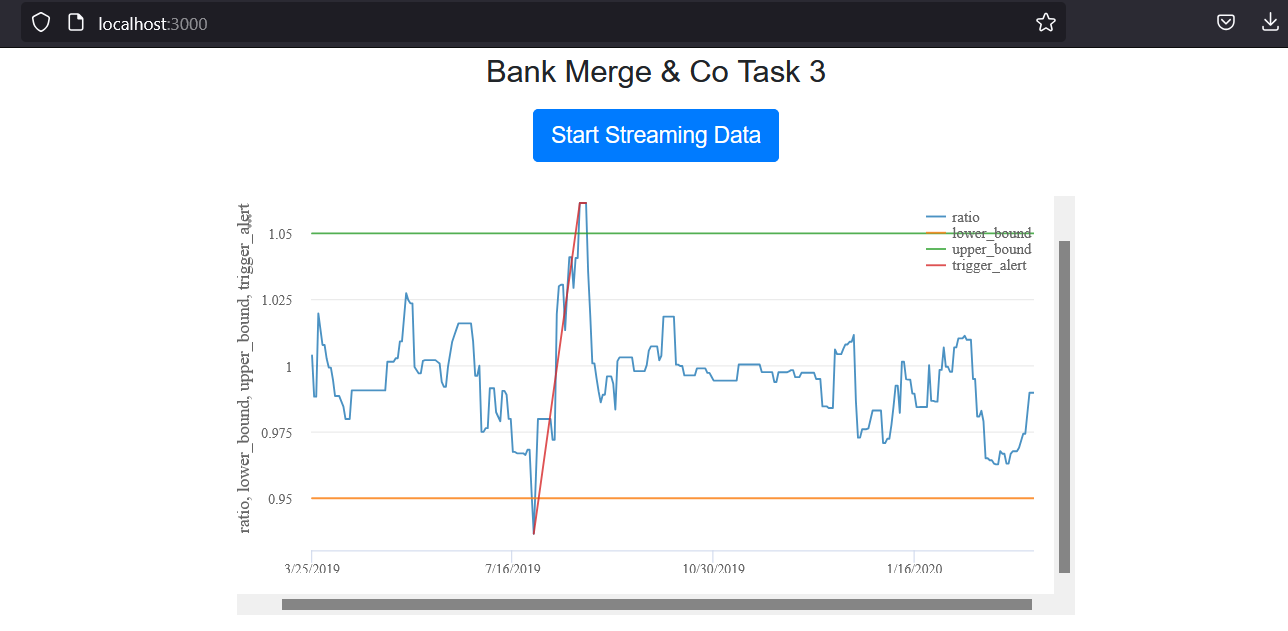 localhost:3000
Bank Merge & Co Task 3
Start Streaming Data
ratio, lower_bound, upper_bound, trigger_alert
ratio
lower_bound
upper_bound
trigger_alert
1.05
1.025
1
0.975
0.95
3/25/2019
7/16/2019
10/30/2019
1/16/2020